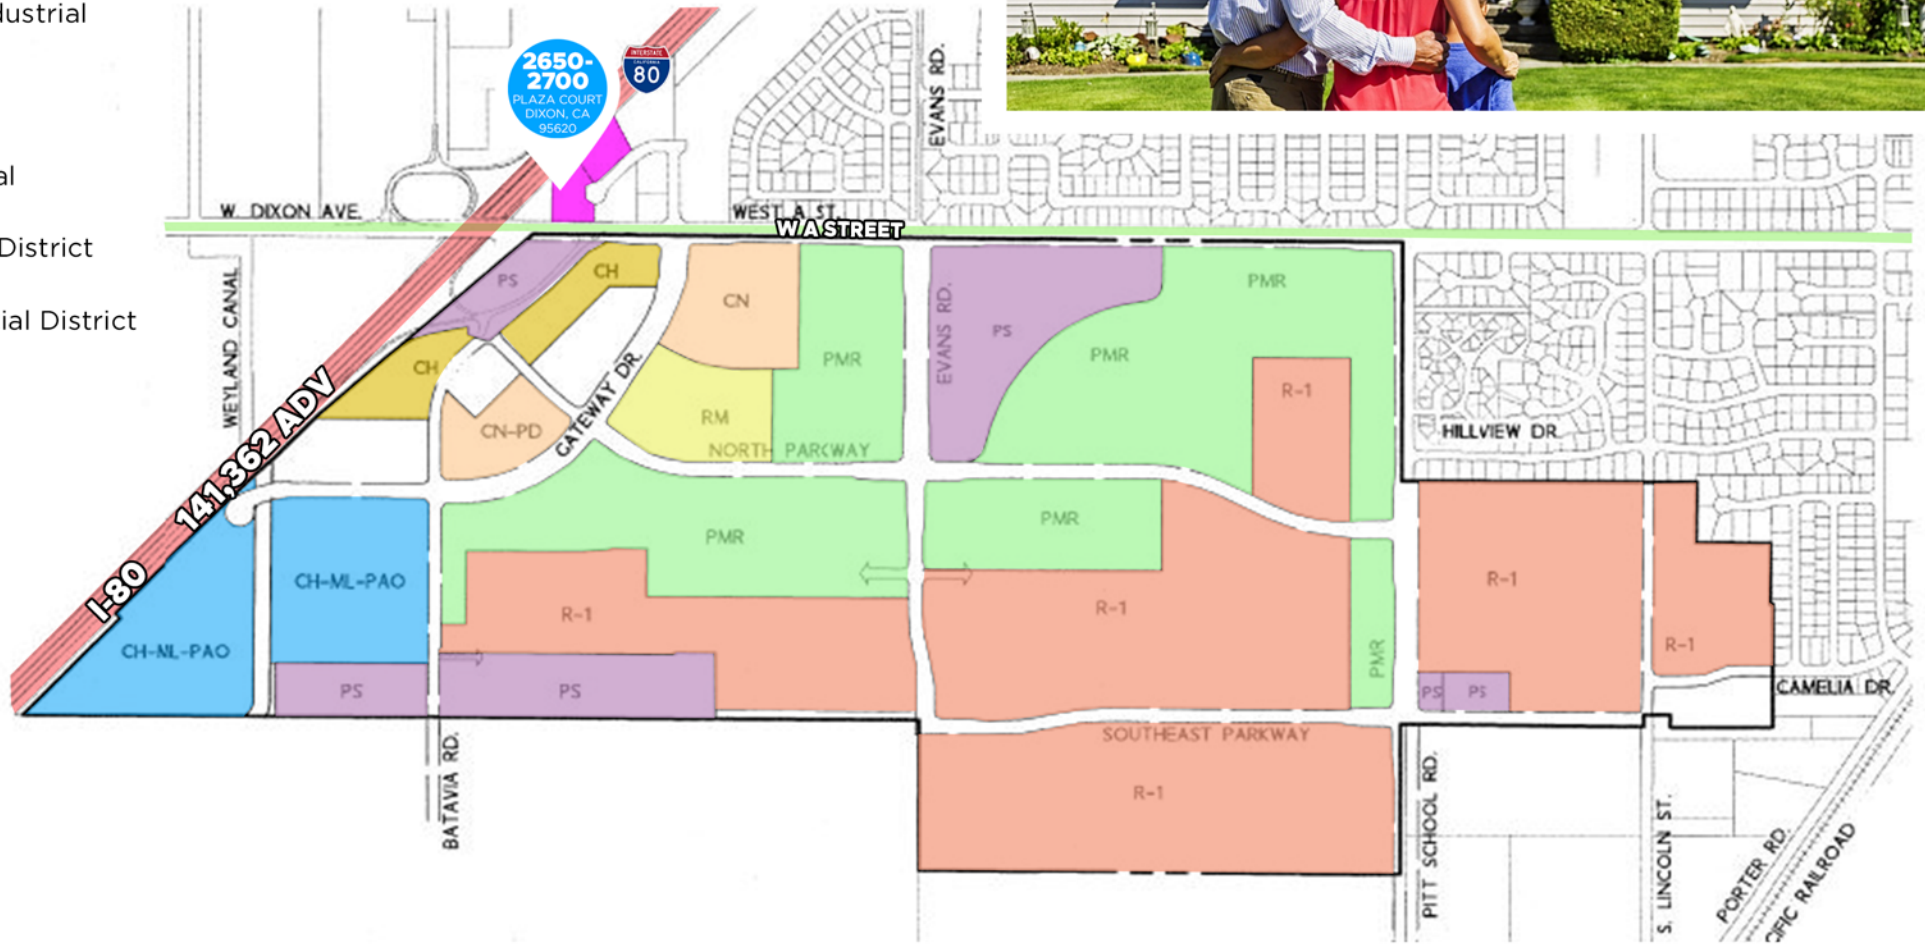 dustrial
al
District
ial District
2650-
2700
PLAZA COURT
DIXON, CA
95620
INTERSTATE
CALIFORNIA
80
EVANS RD.
W. DIXON AVE.
WEST A ST.
W A STREET
WEYLAND CANAL
PS
CH
CN
PMR
EVANS RD.
PS
PMR
PMR
R-1
CH
CN-PD
GATEWAY DR.
RM
NORTH PARKWAY
HILLVIEW DR.
141,362 ADV
I-80
CH-ML-PAO
CH-ML-PAO
PMR
PMR
R-1
R-1
R-1
R-1
PMR
PS
PS
PS
PS
CAMELIA DR.
SOUTHEAST PARKWAY
R-1
BATAVIA RD.
PITT SCHOOL RD.
S. LINCOLN ST.
PORTER RD.
CIFIC RAILROAD